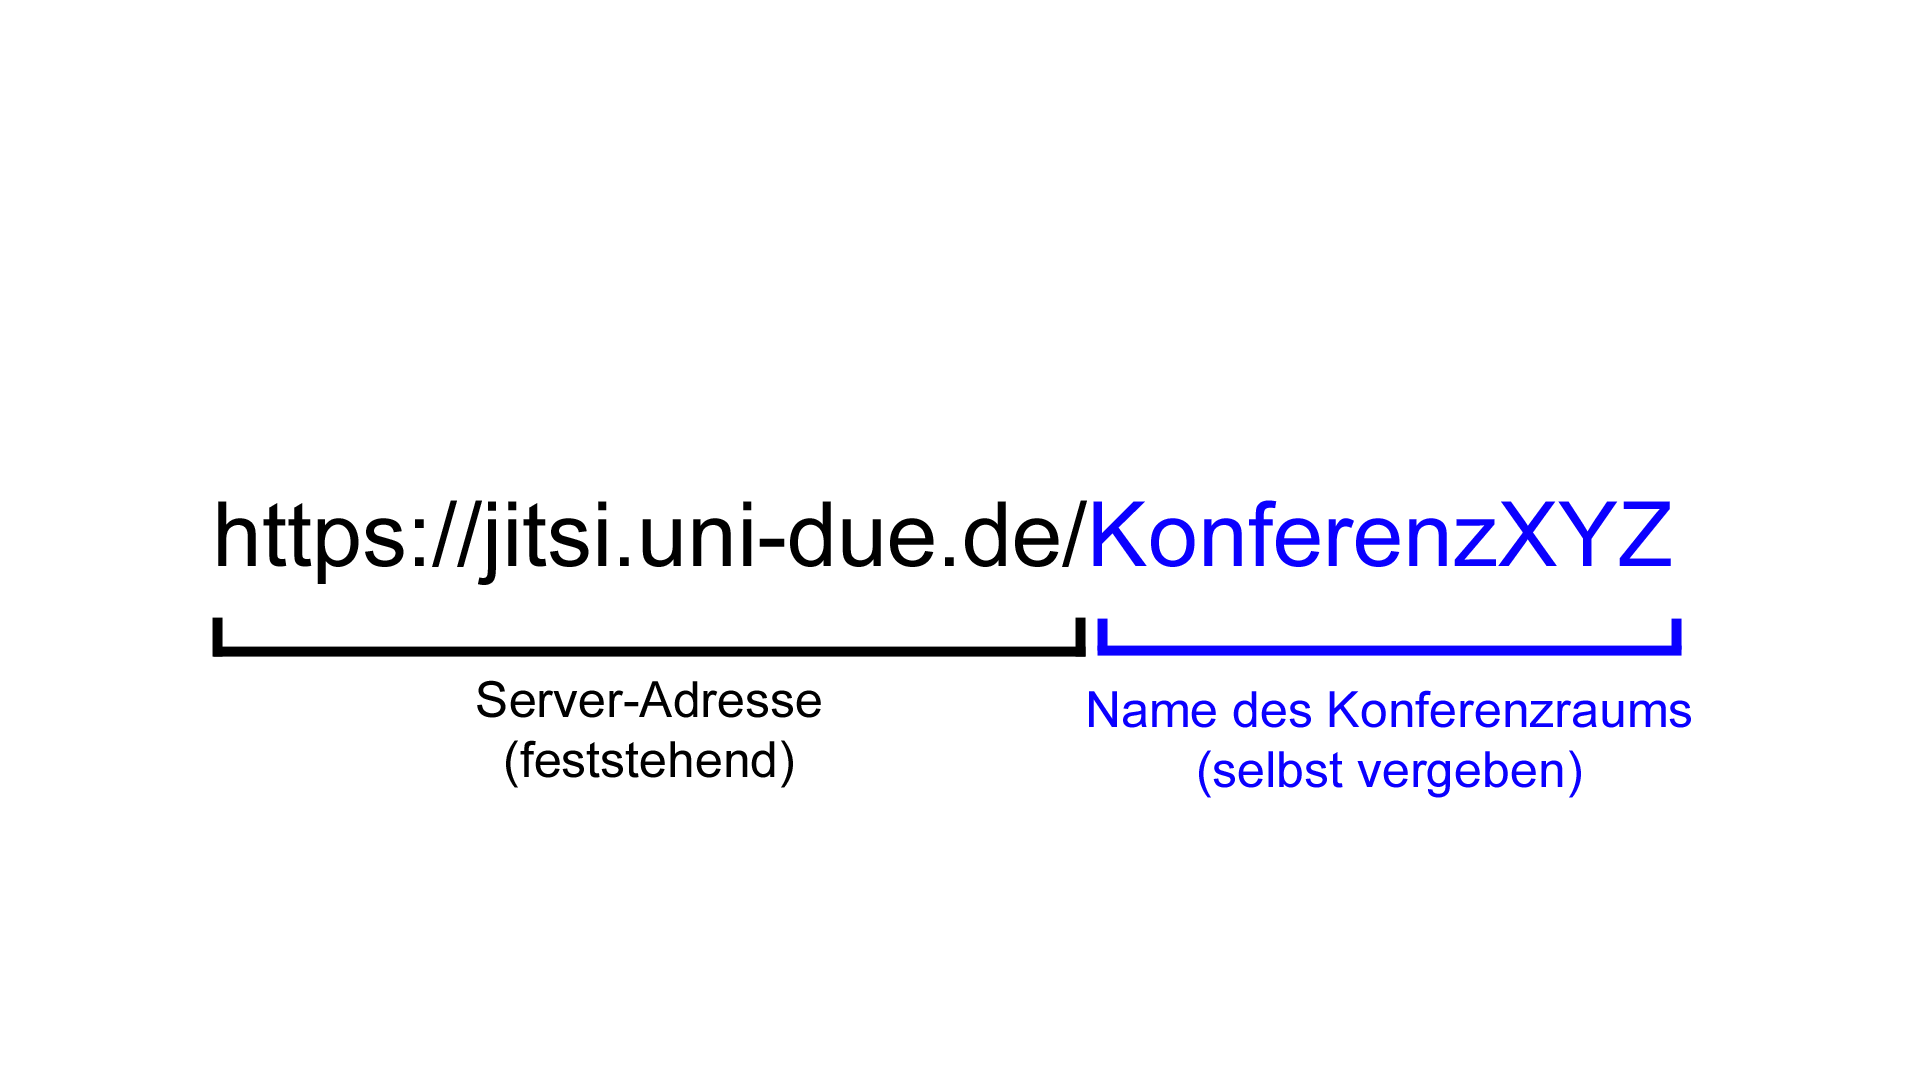 https://jitsi.uni-due.de/KonferenzXYZ
Server-Adresse
(feststehend)
Name des Konferenzraums
(selbst vergeben)